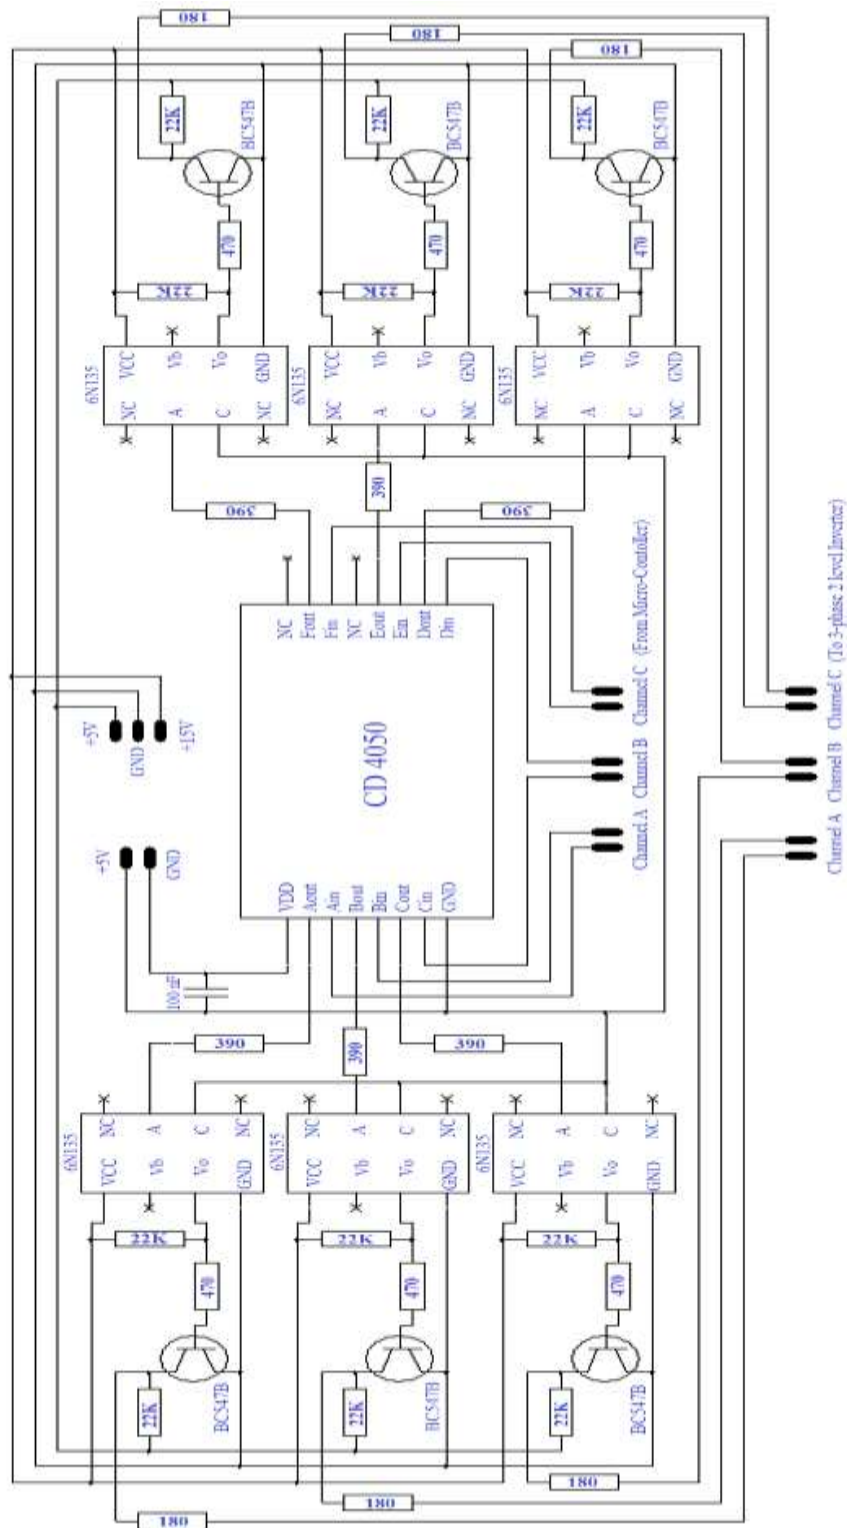 180
180
180
22K
BC547B
22K
BC547B
22K
BC547B
470
470
470
22K
22K
22K
6N135
VCC
Vb
Vo
GND
NC
A
C
NC
6N135
VCC
Vb
Vo
GND
NC
A
C
NC
6N135
VCC
Vb
Vo
GND
NC
A
C
NC
390
390
390
NC
Fout
Fin
NC
Eout
Ein
Dout
Din
CD 4050
VDD
Aout
Ain
Bout
Bin
Cout
Cin
GND
+5V
GND
+15V
+5V
GND
100 nF
Channel A Channel B Channel C (From Micro-Contoller)
Channel A Channel B Channel C (To 3-phase 2 level Inverter)
390
390
390
6N135
NC
A
C
NC
VCC
Vb
Vo
GND
6N135
NC
A
C
NC
VCC
Vb
Vo
GND
6N135
NC
A
C
NC
VCC
Vb
Vo
GND
22K
22K
22K
470
470
470
BC547B
22K
BC547B
22K
BC547B
22K
180
180
180